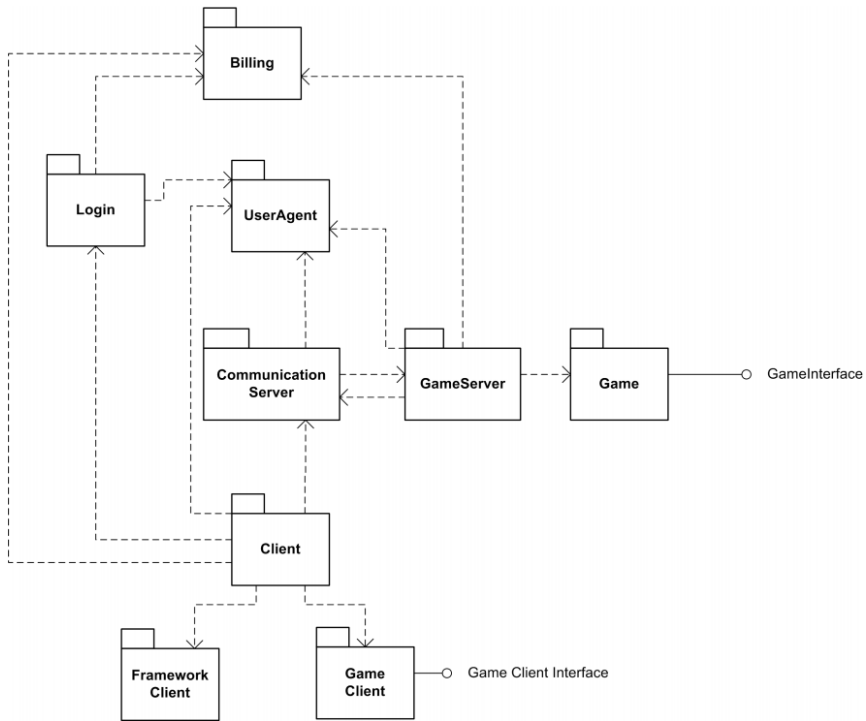 Billing
Login
UserAgent
Communication
Server
GameServer
Game
GameInterface
Client
Framework
Client
Game
Client
Game Client Interface